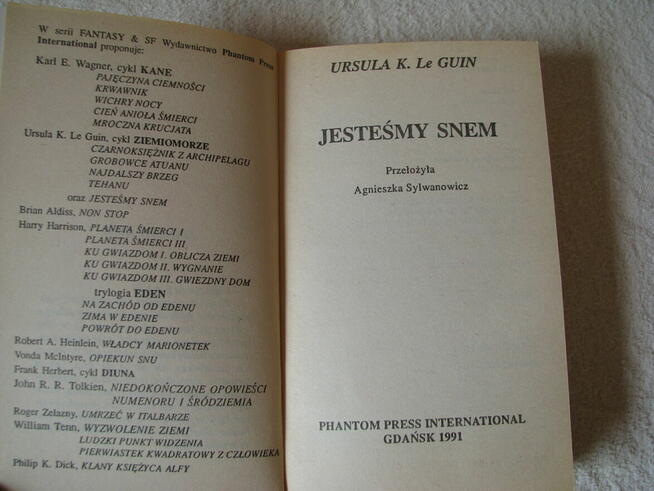 W serii FANTASY & SF Wydawnictwo Phantom Press
International proponuje:
Karl E. Wagner, cykl KANE
PAJĘCZYNA CIEMNOŚCI
KRWAWNIK
WICHRY NOCY
CIEŃ ANIOŁA ŚMIERCI
MROCZNA KRUCJATA
Ursula K. Le Guin, cykl ZIEMIOMORZE
CZARNOKSIĘŻNIK Z ARCHIPELAGU
GROBOWCE ATUANU
NAJDALSZY BRZEG
TEHANU
oraz JESTEŚMY SNEM
Brian Aldiss, NON STOP
Harry Harrison, PLANETA ŚMIERCI I
PLANETA ŚMIERCI III
KU GWIAZDOM I. OBLICZA ZIEMI
KU GWIAZDOM II. WYGNANIE
KU GWIAZDOM III. GWIEZDNY DOM
trylogia EDEN
NA ZACHÓD OD EDENU
ZIMA W EDENIE
POWRÓT DO EDENU
Robert A. Heinlein, WŁADCY MARIONETEK
Vonda McIntyre, OPIEKUN SNU
Frank Herbert, cykl DIUNA
John R. R. Tolkien, NIEDOKOŃCZONE OPOWIEŚCI
NUMENORU I ŚRÓDZIEMIA
Roger Zelazny, UMRZEĆ W ITALBARZE
William Tenn, WYZWOLENIE ZIEMI
LUDZKI PUNKT WIDZENIA
PIERWIASTEK KWADRATOWY Z CZŁOWIEKA
Philip K. Dick, KLANY KSIĘŻYCA ALFY
URSULA K. Le GUIN
JESTEŚMY SNEM
Przełożyła
Agnieszka Sylwanowicz
PHANTOM PRESS INTERNATIONAL
GDAŃSK 1991